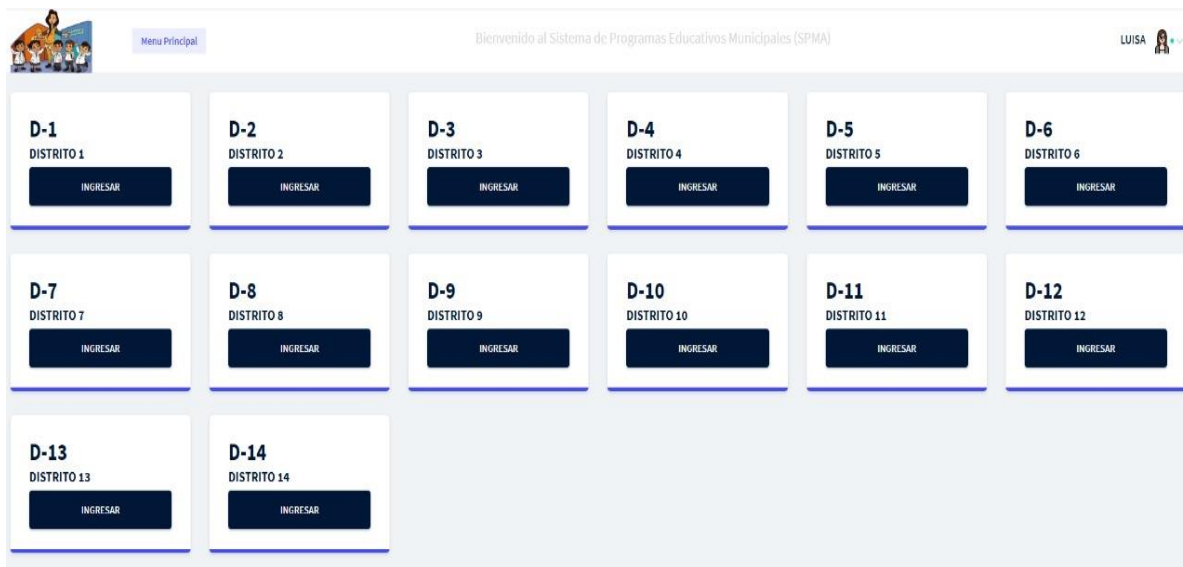 Menu Principal
Bienvenido al Sistema de Programas Educativos Municipales (SPMA)
LUISA
D-1
DISTRITO 1
INGRESAR
D-2
DISTRITO 2
INGRESAR
D-3
DISTRITO 3
INGRESAR
D-4
DISTRITO 4
INGRESAR
D-5
DISTRITO 5
INGRESAR
D-6
DISTRITO 6
INGRESAR
D-7
DISTRITO 7
INGRESAR
D-8
DISTRITO 8
INGRESAR
D-9
DISTRITO 9
INGRESAR
D-10
DISTRITO 10
INGRESAR
D-11
DISTRITO 11
INGRESAR
D-12
DISTRITO 12
INGRESAR
D-13
DISTRITO 13
INGRESAR
D-14
DISTRITO 14
INGRESAR